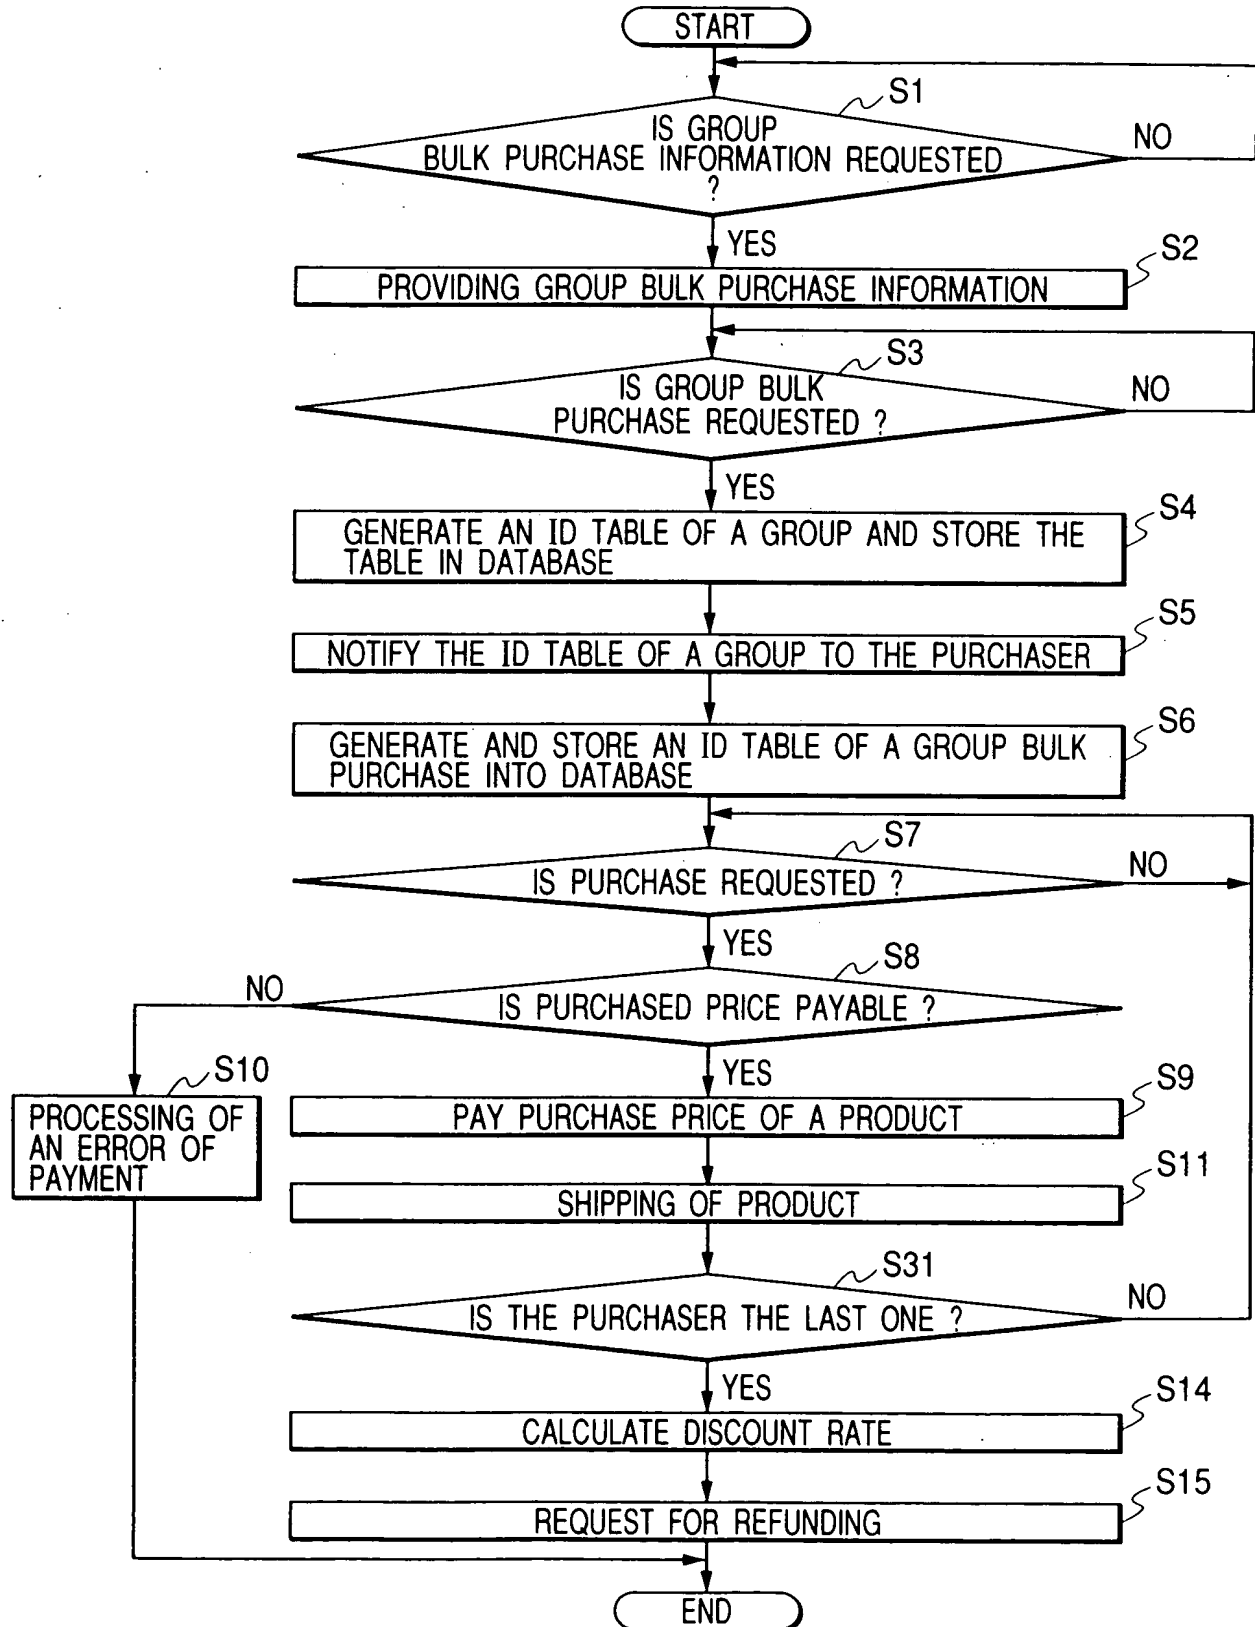 START
S1
IS GROUP
BULK PURCHASE INFORMATION REQUESTED
?
NO
YES
S2
PROVIDING GROUP BULK PURCHASE INFORMATION
S3
IS GROUP BULK
PURCHASE REQUESTED ?
NO
YES
S4
GENERATE AN ID TABLE OF A GROUP AND STORE THE
TABLE IN DATABASE
S5
NOTIFY THE ID TABLE OF A GROUP TO THE PURCHASER
S6
GENERATE AND STORE AN ID TABLE OF A GROUP BULK
PURCHASE INTO DATABASE
S7
IS PURCHASE REQUESTED ?
NO
YES
S8
NO
IS PURCHASED PRICE PAYABLE ?
YES
S10
PROCESSING OF
AN ERROR OF
PAYMENT
S9
PAY PURCHASE PRICE OF A PRODUCT
S11
SHIPPING OF PRODUCT
S31
IS THE PURCHASER THE LAST ONE ?
NO
YES
S14
CALCULATE DISCOUNT RATE
S15
REQUEST FOR REFUNDING
END